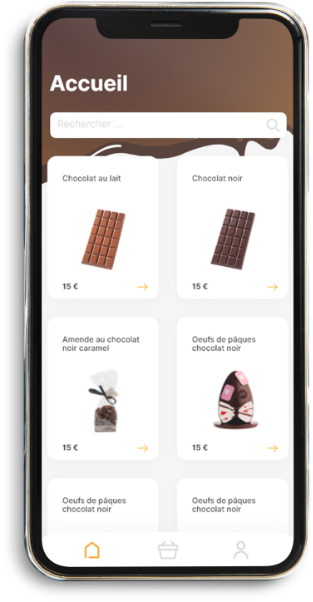 Accueil
Rechercher ...
Chocolat au lait
Chocolat noir
15 €
15 €
Amende au chocolat
noir caramel
Oeufs de pâques
chocolat noir
15 €
15 €
Oeufs de pâques
chocolat noir
Oeufs de pâques
chocolat noir